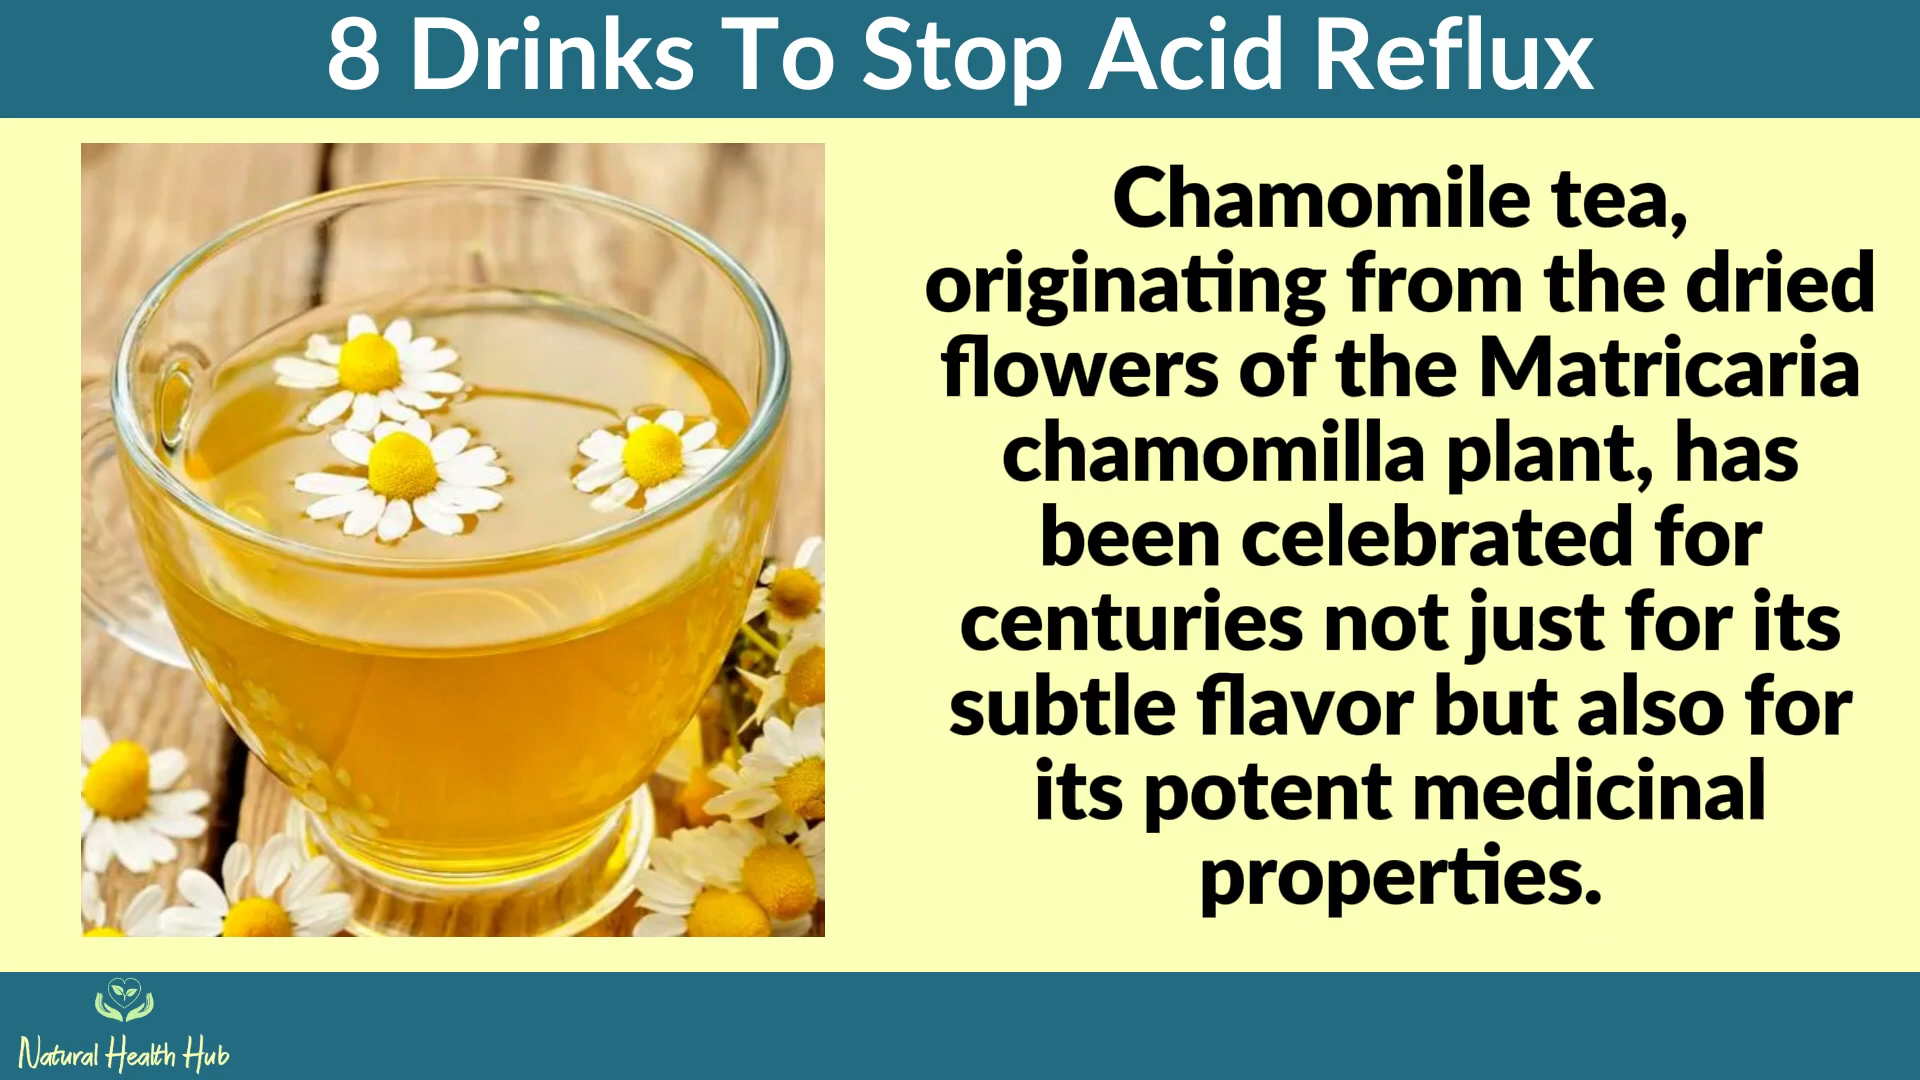 8 Drinks To Stop Acid Reflux
Chamomile tea,
originating from the dried
flowers of the Matricaria
chamomilla plant, has
been celebrated for
centuries not just for its
subtle flavor but also for
its potent medicinal
properties.
Natural Health Hub